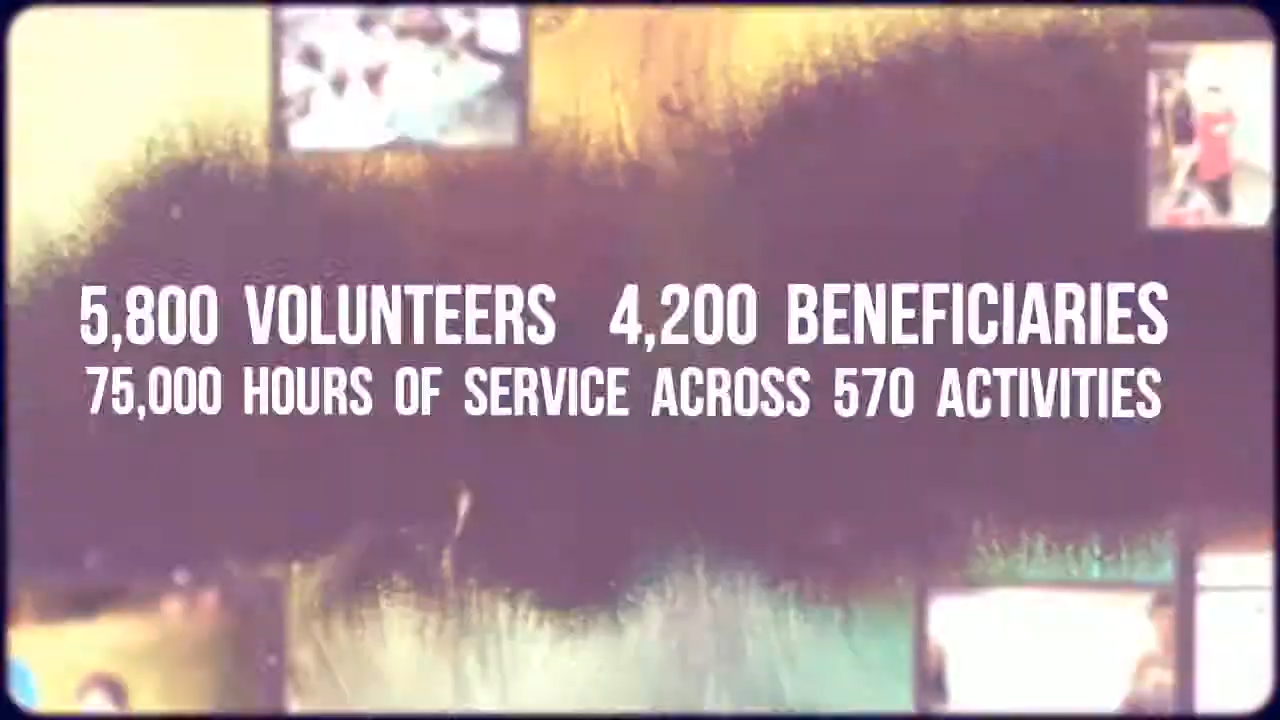 5,800 VOLUNTEERS 4,200 BENEFICIARIES
75,000 HOURS OF SERVICE ACROSS 570 ACTIVITIES